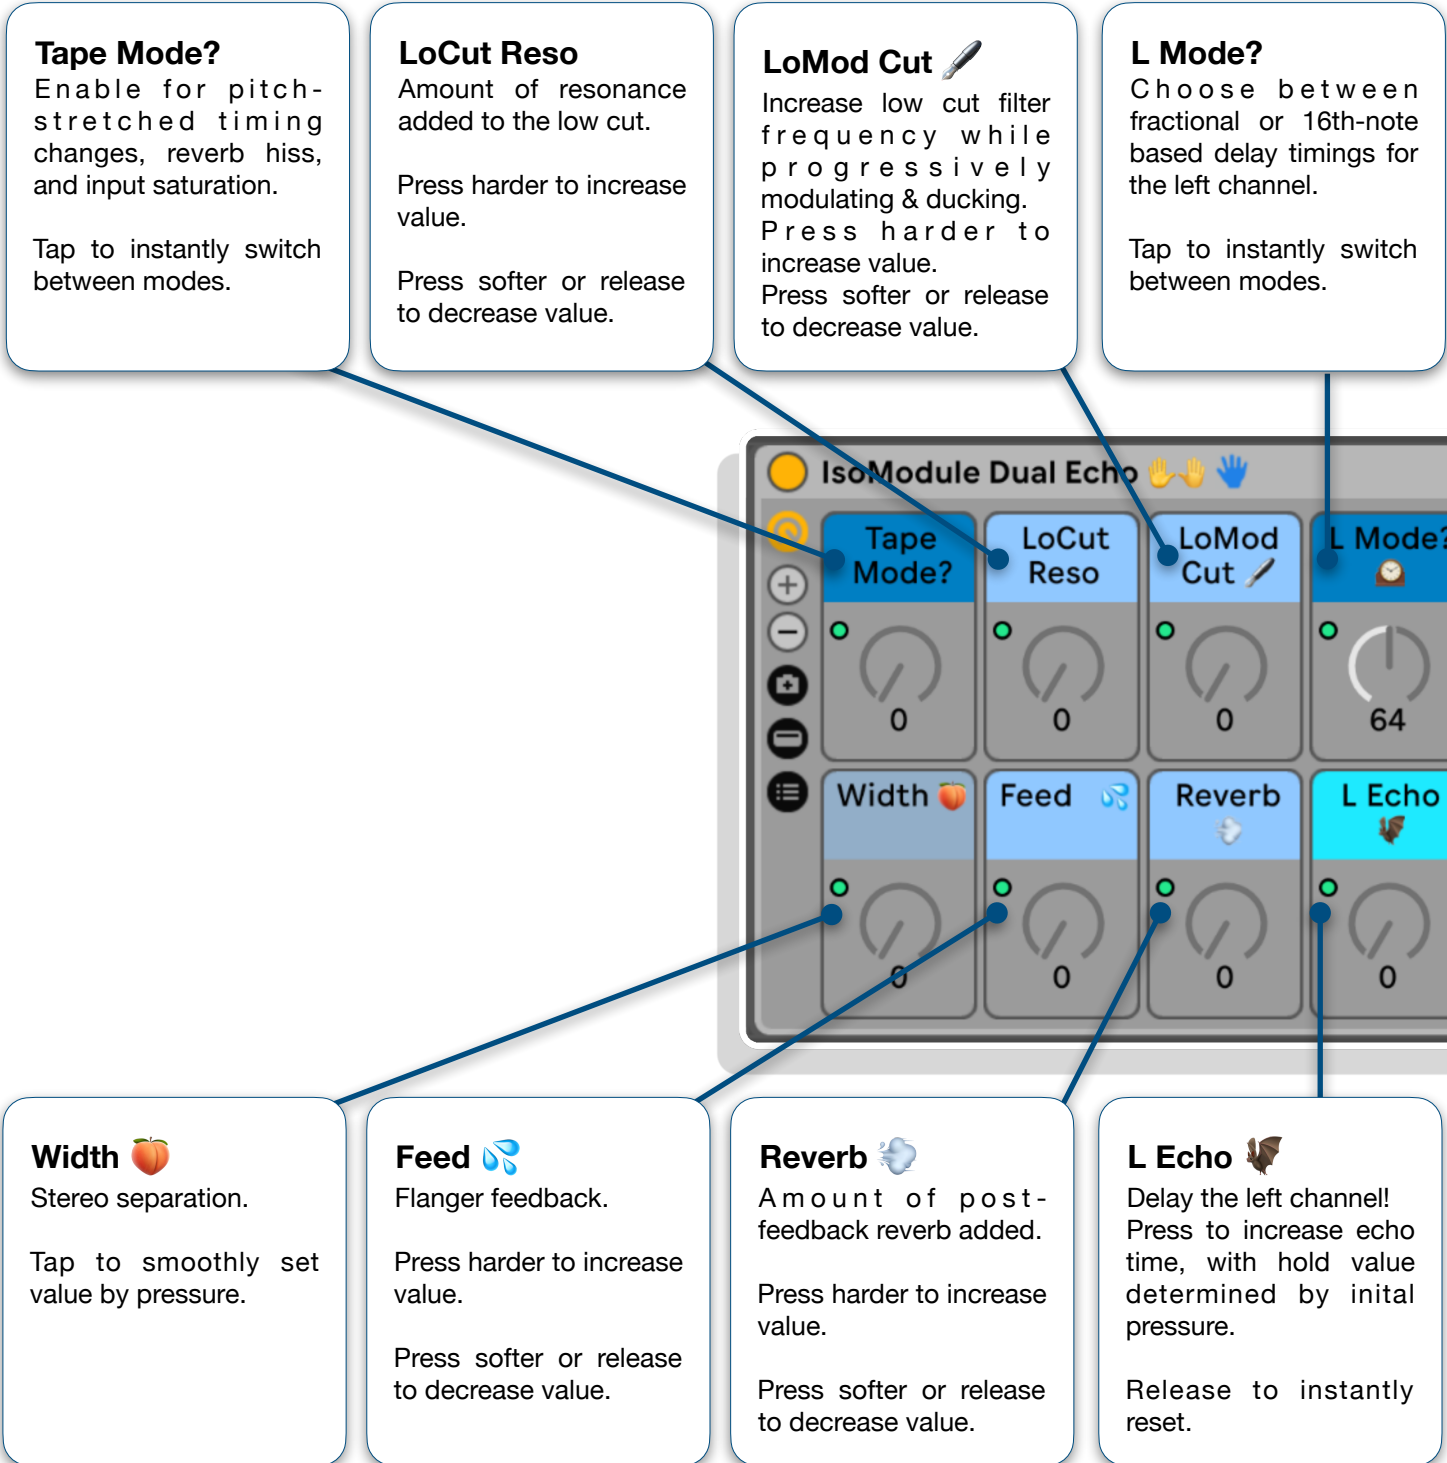 Tape Mode?
Enable for pitch-
stretched timing
changes, reverb hiss,
and input saturation.
Tap to instantly switch
between modes.
LoCut Reso
Amount of resonance
added to the low cut.
Press harder to increase
value.
Press softer or release
to decrease value.
LoMod Cut 🖋️
Increase low cut filter
frequency while
progressively
modulating & ducking.
Press harder to
increase value.
Press softer or release
to decrease value.
L Mode?
Choose between
fractional or 16th-note
based delay timings for
the left channel.
Tap to instantly switch
between modes.
IsoModule Dual Echo 🤚🤚 👋
Tape
Mode?
LoCut
Reso
LoMod
Cut 🖋️
L Mode?
🕰️
0
0
0
64
Width 🍑
Feed 💦
Reverb
💨
L Echo
🦇
0
0
0
0
Width 🍑
Stereo separation.
Tap to smoothly set
value by pressure.
Feed 💦
Flanger feedback.
Press harder to increase
value.
Press softer or release
to decrease value.
Reverb 💨
Amount of post-
feedback reverb added.
Press harder to increase
value.
Press softer or release
to decrease value.
L Echo 🦇
Delay the left channel!
Press to increase echo
time, with hold value
determined by inital
pressure.
Release to instantly
reset.